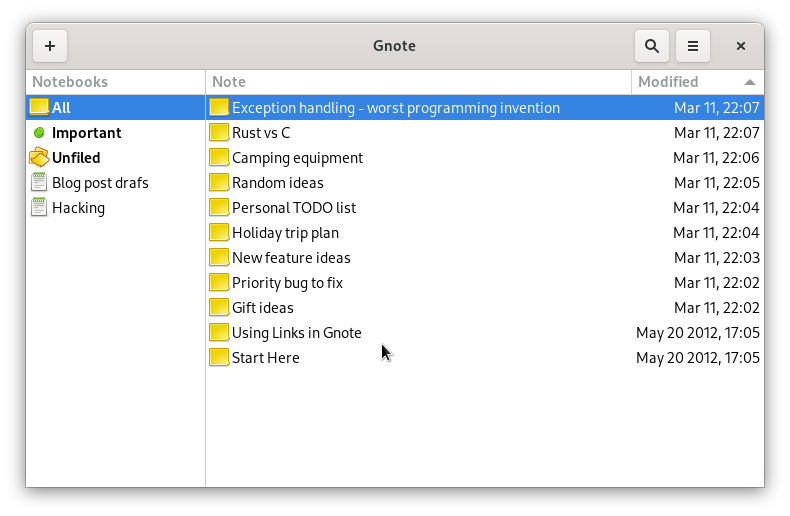 Gnote
Notebooks Note Modified
All Exception handling - worst programming invention Mar 11, 22:07
Important Rust vs C Mar 11, 22:07
Unfiled Camping equipment Mar 11, 22:06
Blog post drafs Random ideas Mar 11, 22:05
Hacking Personal TODO list Mar 11, 22:04
Holiday trip plan Mar 11, 22:04
New feature ideas Mar 11, 22:03
Priority bug to fix Mar 11, 22:02
Gift ideas Mar 11, 22:02
Using Links in Gnote May 20 2012, 17:05
Start Here May 20 2012, 17:05